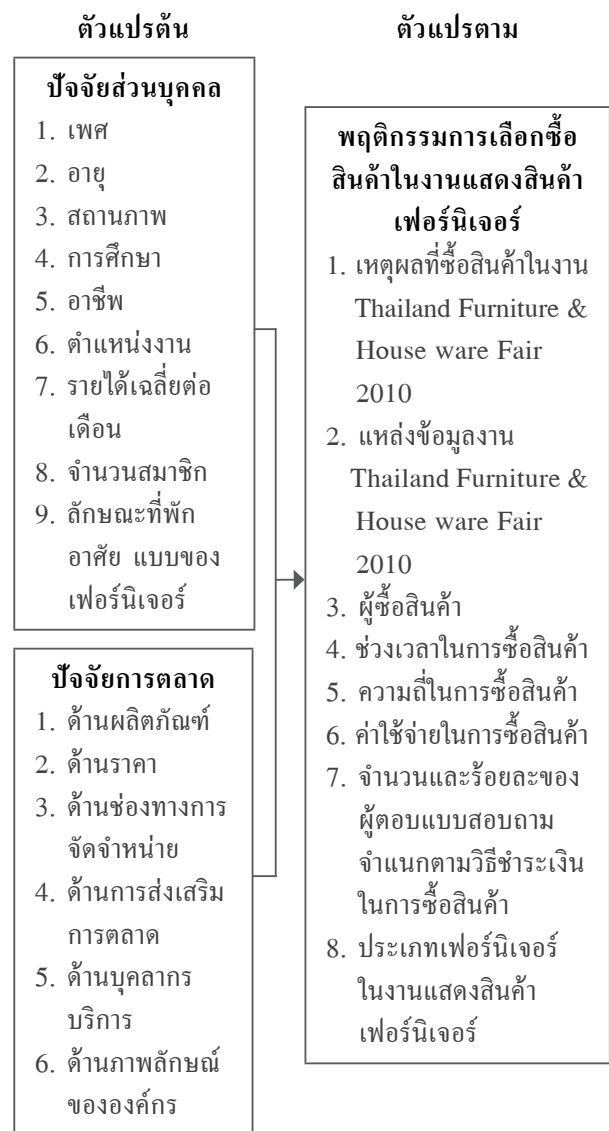 ตัวแปรต้น
ปัจจัยส่วนบุคคล
1. เพศ
2. อายุ
3. สถานภาพ
4. การศึกษา
5. อาชีพ
6. ตำแหน่งงาน
7. รายได้เฉลี่ยต่อ
เดือน
8. จำนวนสมาชิก
9. ลักษณะที่พัก
อาศัย แบบของ
เฟอร์นิเจอร์
ปัจจัยการตลาด
1. ด้านผลิตภัณฑ์
2. ด้านราคา
3. ด้านช่องทางการ
จัดจำหน่าย
4. ด้านการส่งเสริม
การตลาด
5. ด้านบุคลากร
บริการ
6. ด้านภาพลักษณ์
ขององค์กร
ตัวแปรตาม
พฤติกรรมการเลือกซื้อ
สินค้าในงานแสดงสินค้า
เฟอร์นิเจอร์
1. เหตุผลที่ซื้อสินค้าในงาน
Thailand Furniture &
House ware Fair
2010
2. แหล่งข้อมูลงาน
Thailand Furniture &
House ware Fair
2010
3. ผู้ซื้อสินค้า
4. ช่วงเวลาในการซื้อสินค้า
5. ความถี่ในการซื้อสินค้า
6. ค่าใช้จ่ายในการซื้อสินค้า
7. จำนวนและร้อยละของ
ผู้ตอบแบบสอบถาม
จำแนกตามวิธีชำระเงิน
ในการซื้อสินค้า
8. ประเภทเฟอร์นิเจอร์
ในงานแสดงสินค้า
เฟอร์นิเจอร์